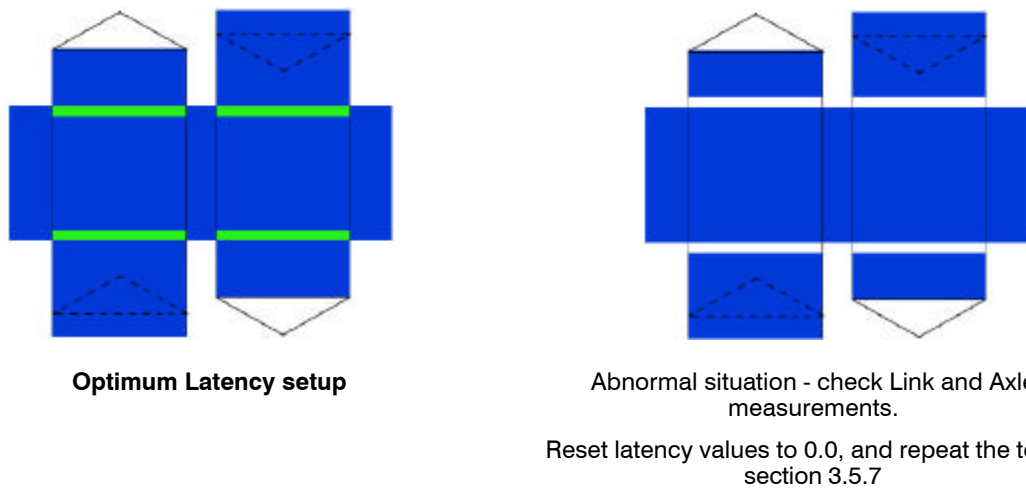 Optimum Latency setup
Abnormal situation - check Link and Axle
measurements.
Reset latency values to 0.0, and repeat the
section 3.5.7